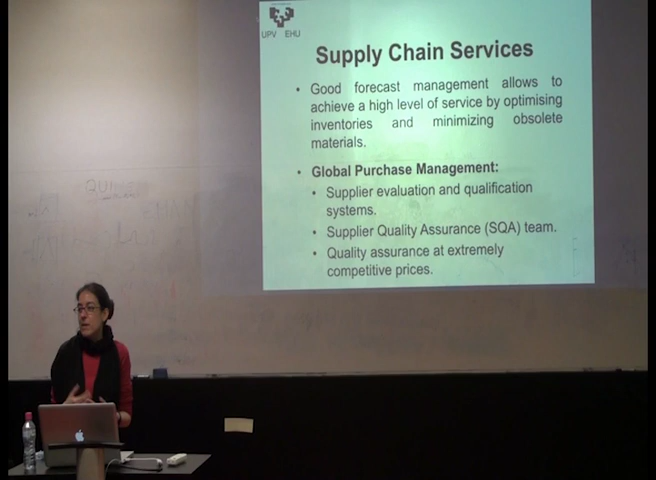 UPV EHU
Supply Chain Services
• Good forecast management allows to
achieve a high level of service by optimising
inventories and minimizing obsolete
materials.
• Global Purchase Management:
• Supplier evaluation and qualification
systems.
• Supplier Quality Assurance (SQA) team.
• Quality assurance at extremely
competitive prices.